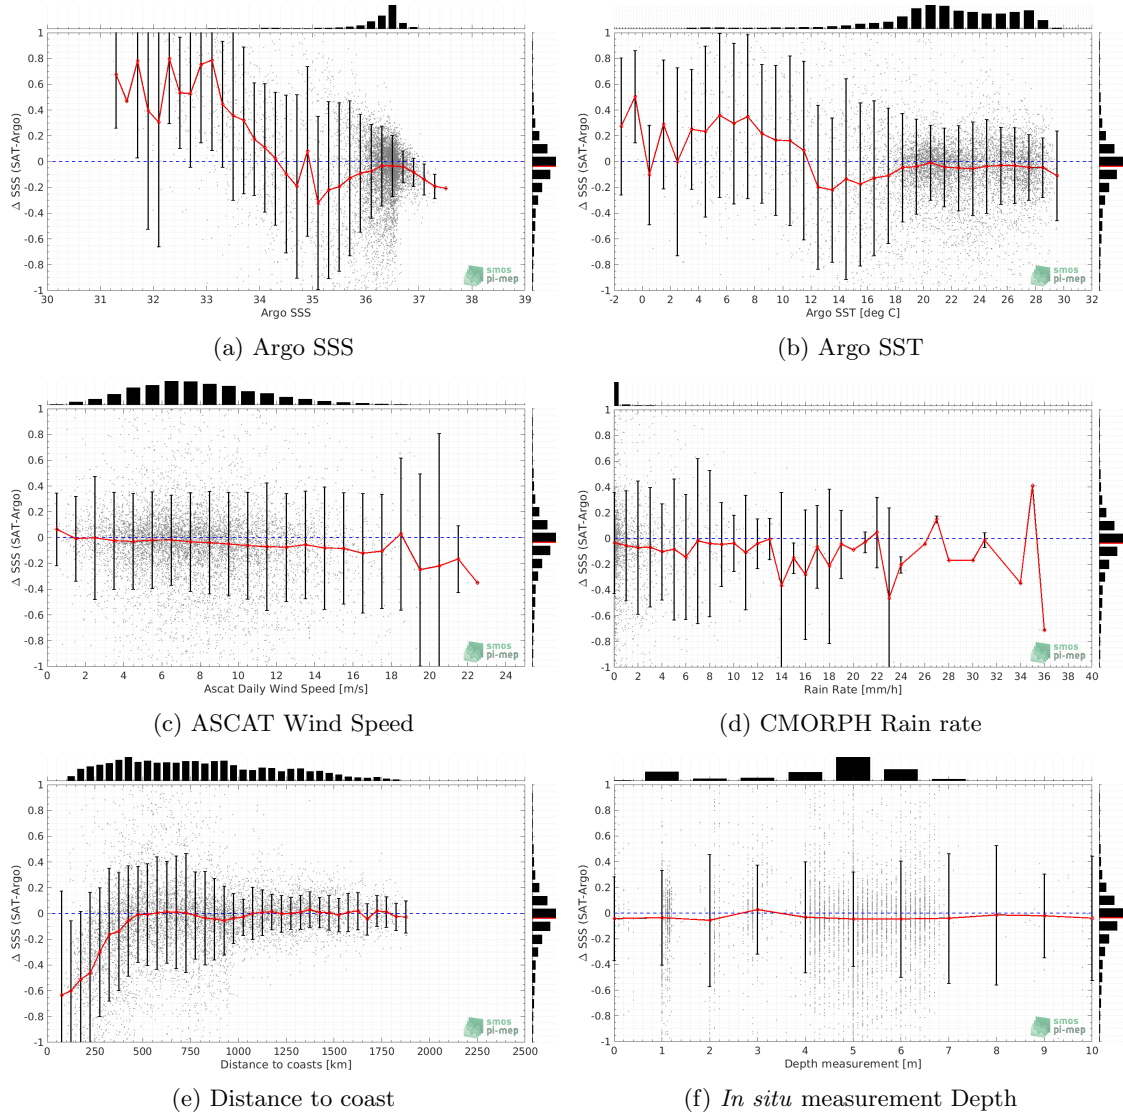 1
0.8
0.6
0.4
0.2
0
-0.2
-0.4
-0.6
-0.8
-1
Δ SSS (SAT-Argo)
30 31 32 33 34 35 36 37 38 39
Argo SSS
smos
pi-mep
(a) Argo SSS
1
0.8
0.6
0.4
0.2
0
-0.2
-0.4
-0.6
-0.8
-1
Δ SSS (SAT-Argo)
-2 0 2 4 6 8 10 12 14 16 18 20 22 24 26 28 30 32
Argo SST [deg C]
smos
pi-mep
(b) Argo SST
1
0.8
0.6
0.4
0.2
0
-0.2
-0.4
-0.6
-0.8
-1
Δ SSS (SAT-Argo)
0 2 4 6 8 10 12 14 16 18 20 22 24
Ascat Daily Wind Speed [m/s]
smos
pi-mep
(c) ASCAT Wind Speed
1
0.8
0.6
0.4
0.2
0
-0.2
-0.4
-0.6
-0.8
-1
Δ SSS (SAT-Argo)
0 2 4 6 8 10 12 14 16 18 20 22 24 26 28 30 32 34 36 38 40
Rain Rate [mm/h]
smos
pi-mep
(d) CMORPH Rain rate
1
0.8
0.6
0.4
0.2
0
-0.2
-0.4
-0.6
-0.8
-1
Δ SSS (SAT-Argo)
0 250 500 750 1000 1250 1500 1750 2000 2250 2500
Distance to coasts [km]
smos
pi-mep
(e) Distance to coast
1
0.8
0.6
0.4
0.2
0
-0.2
-0.4
-0.6
-0.8
-1
Δ SSS (SAT-Argo)
0 1 2 3 4 5 6 7 8 9 10
Depth measurement [m]
smos
pi-mep
(f) In situ measurement Depth